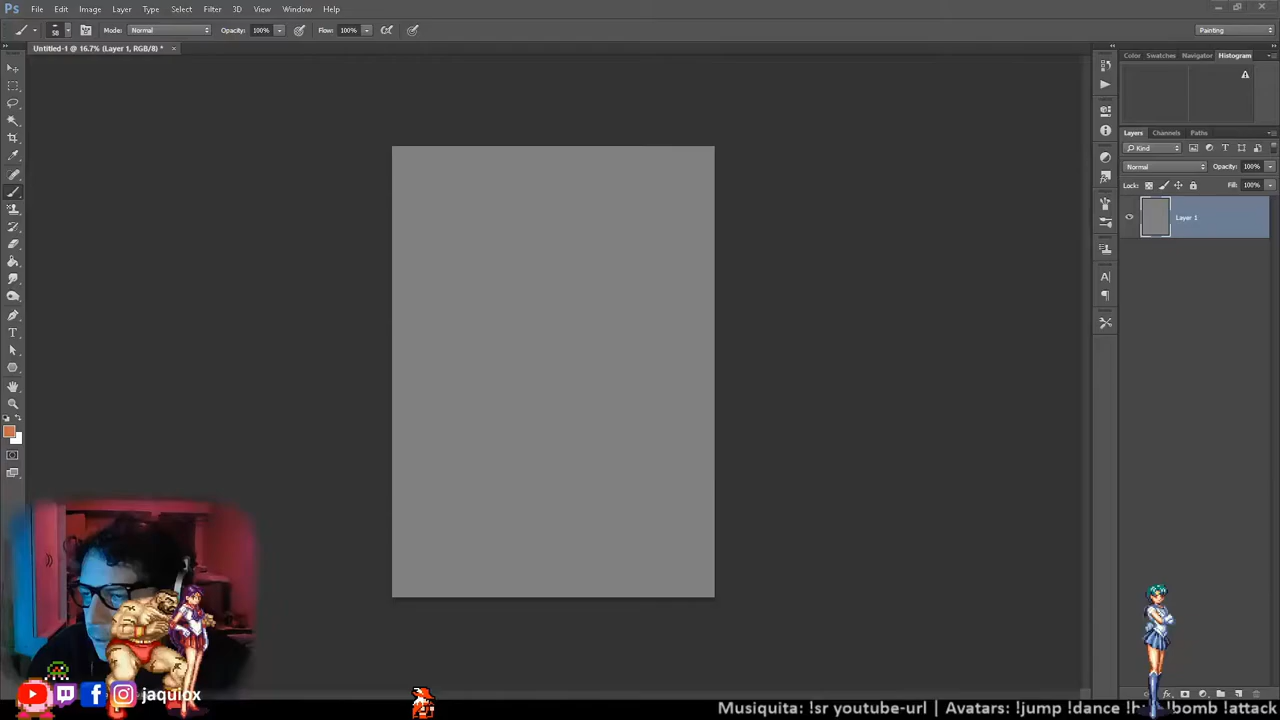 Ps File Edit Image Layer Type Select Filter 3D View Window Help
58 Mode: Normal Opacity: 100% Flow: 100% Painting
Untitled-1 @ 16.7% (Layer 1, RGB/8) * ×
Color Swatches Navigator Histogram
Layers Channels Paths
Kind
Normal Opacity: 100%
Lock: Fill: 100%
Layer 1
jaquiox
Musiquita: !sr youtube-url | Avatars: !jump !dance !bomb !attack